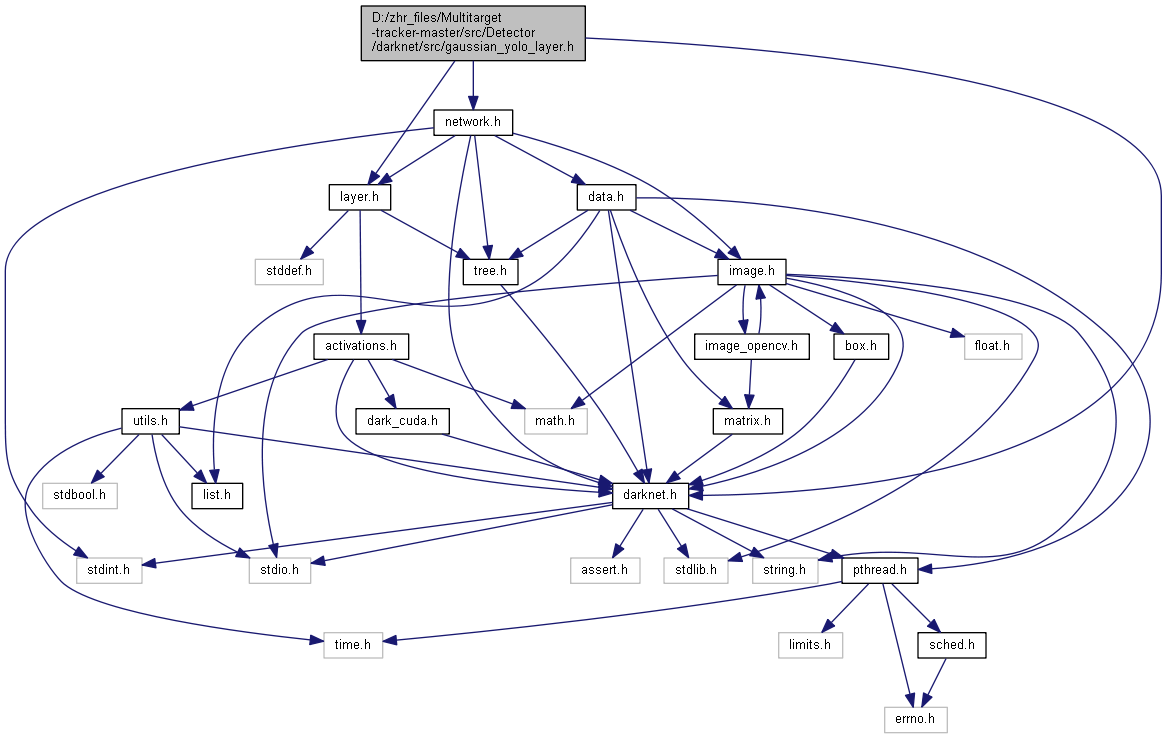 D:/zhr_files/Multitarget
-tracker-master/src/Detector
/darknet/src/gaussian_yolo_layer.h
network.h
layer.h
data.h
stddef.h
tree.h
image.h
activations.h
image_opencv.h
box.h
float.h
utils.h
dark_cuda.h
math.h
matrix.h
stdbool.h
list.h
darknet.h
stdint.h
stdio.h
assert.h
stdlib.h
string.h
pthread.h
time.h
limits.h
sched.h
errno.h